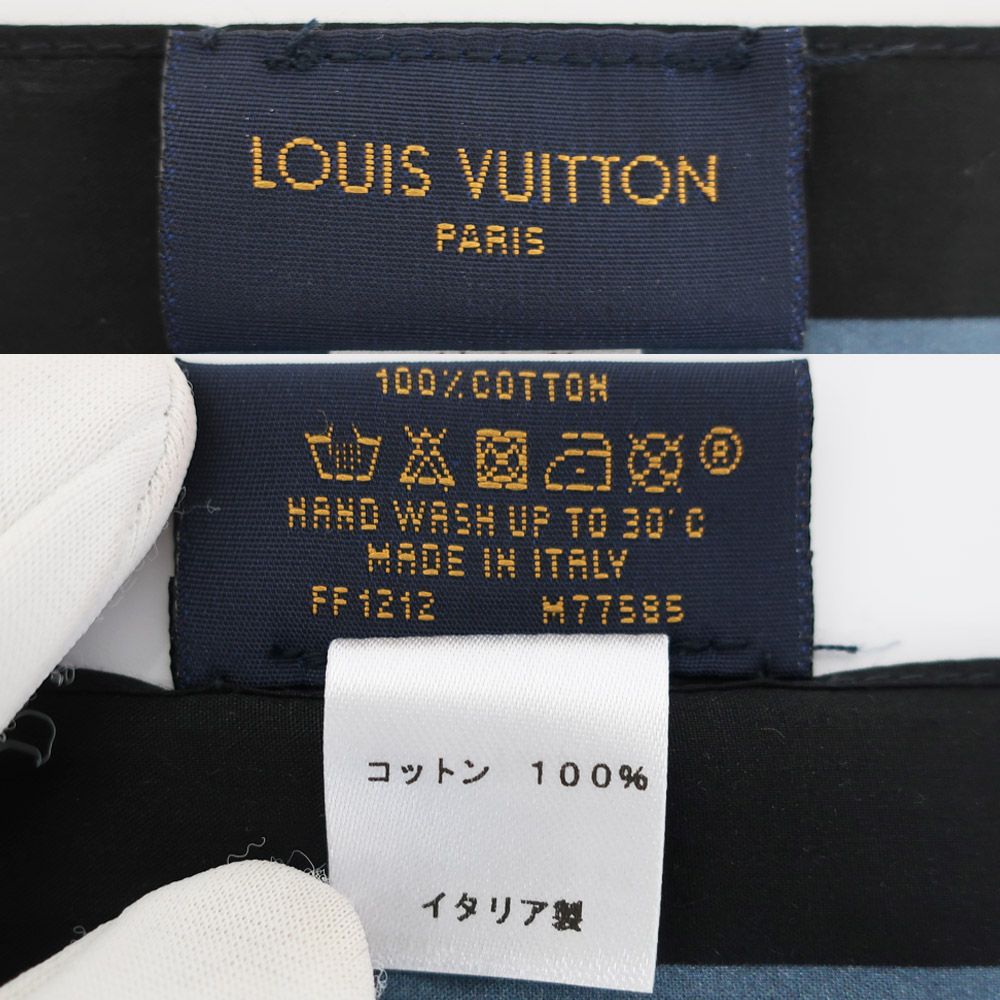 LOUIS VUITTON
PARIS
100% COTTON
®
HAND WASH UP TO 30°C
MADE IN ITALY
FF1212 M77585
コットン 100%
イタリア製